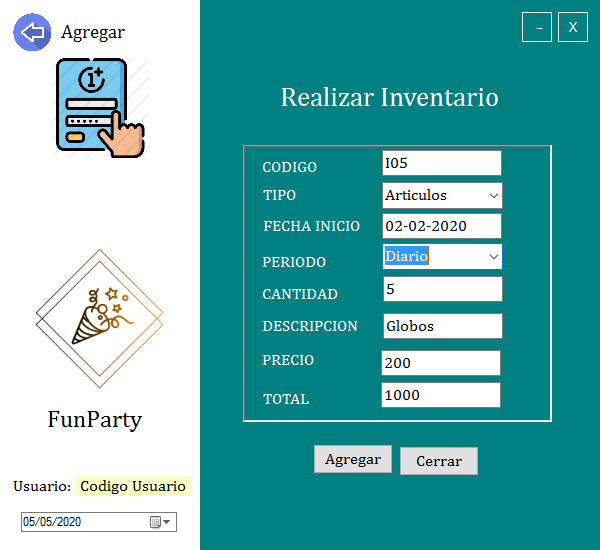 Agregar
1+
FunParty
Usuario: Codigo Usuario
05/05/2020
- X
Realizar Inventario
CODIGO I05
TIPO Articulos
FECHA INICIO 02-02-2020
PERIODO Diario
CANTIDAD 5
DESCRIPCION Globos
PRECIO 200
TOTAL 1000
Agregar Cerrar